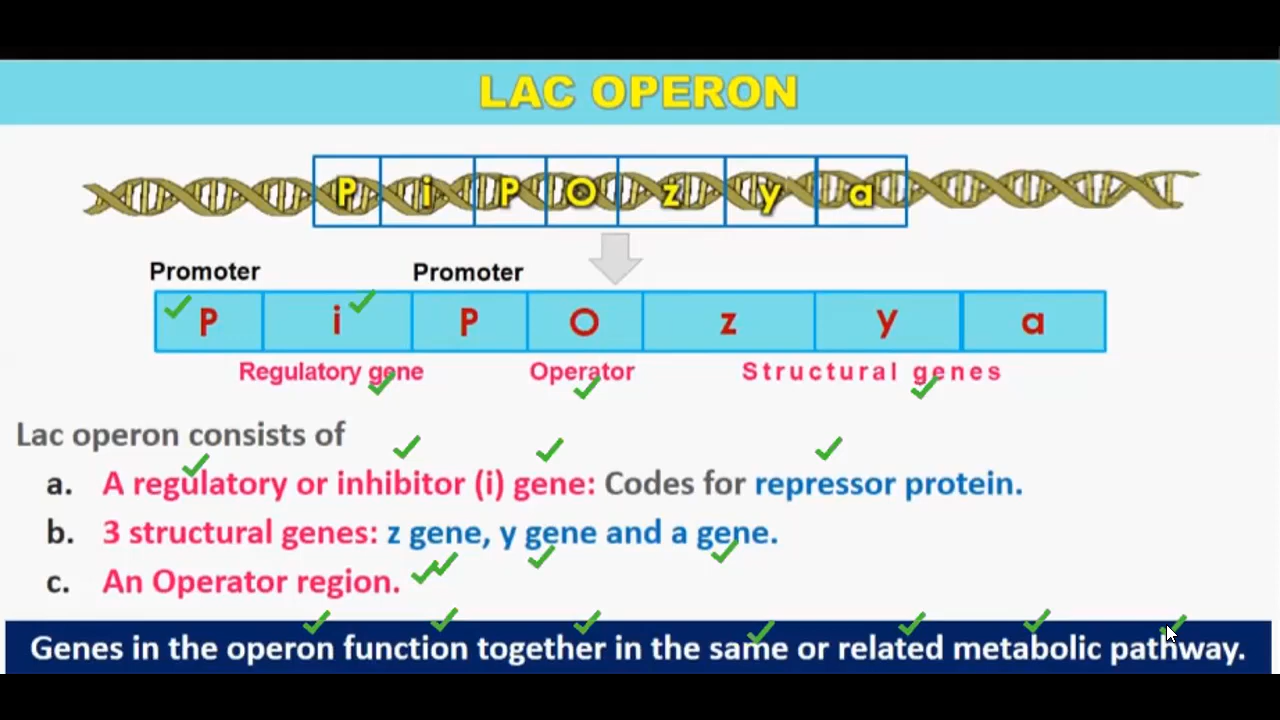 LAC OPERON
P i P O z y a
Promoter Promoter
P i P O z y a
Regulatory gene Operator Structural genes
Lac operon consists of
a. A regulatory or inhibitor (i) gene: Codes for repressor protein.
b. 3 structural genes: z gene, y gene and a gene.
c. An Operator region.
Genes in the operon function together in the same or related metabolic pathway.